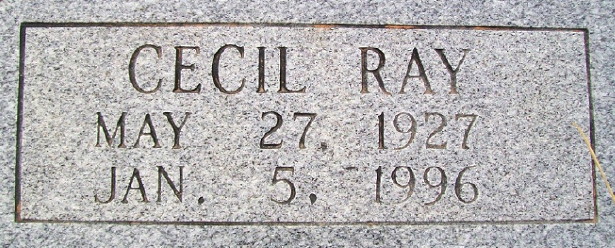 CECIL RAY
MAY 27, 1927
JAN. 5, 1996